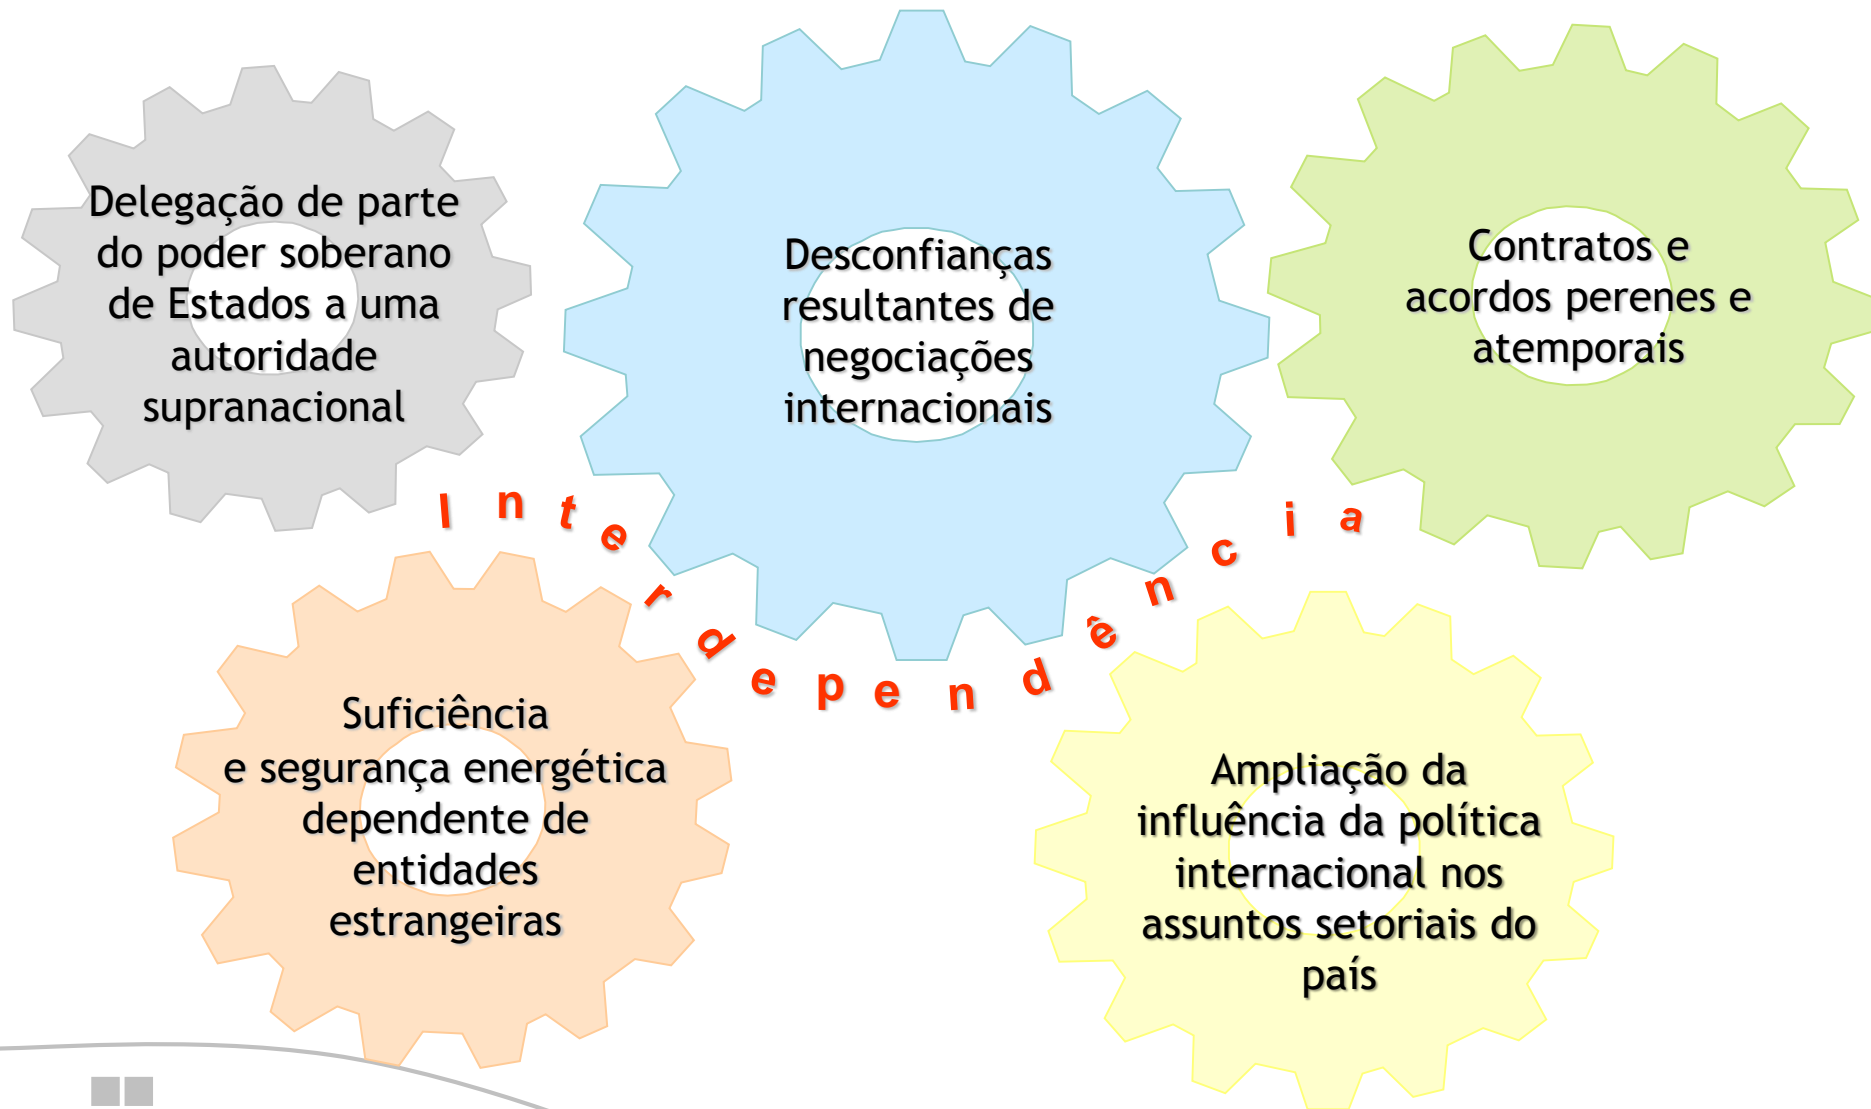 Delegação de parte
do poder soberano
de Estados a uma
autoridade
supranacional
Desconfianças
resultantes de
negociações
internacionais
Contratos e
acordos perenes e
atemporais
Interdependência
Suficiência
e segurança energética
dependente de
entidades
estrangeiras
Ampliação da
influência da política
internacional nos
assuntos setoriais do
país